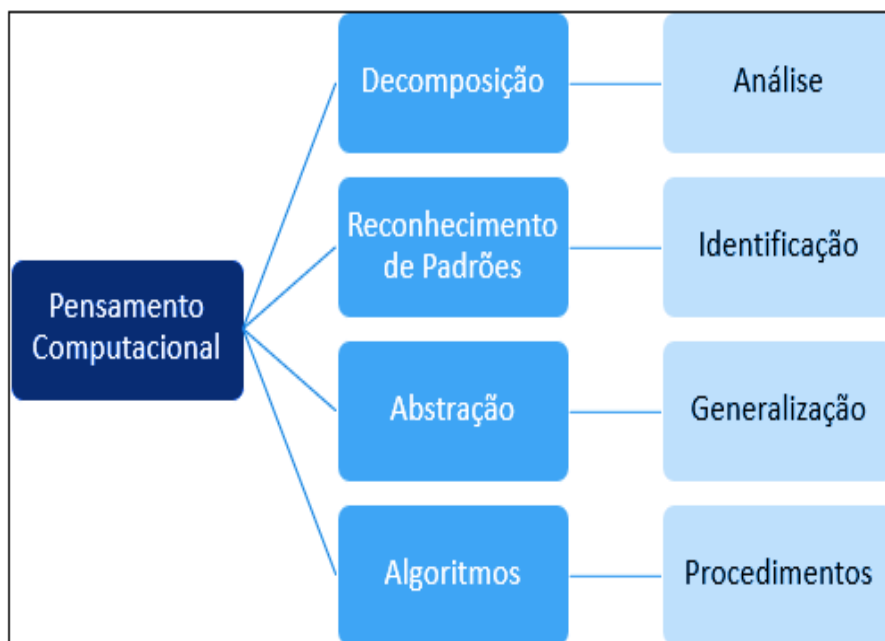 Decomposição
Análise
Reconhecimento
de Padrões
Identificação
Pensamento
Computacional
Abstração
Generalização
Algoritmos
Procedimentos